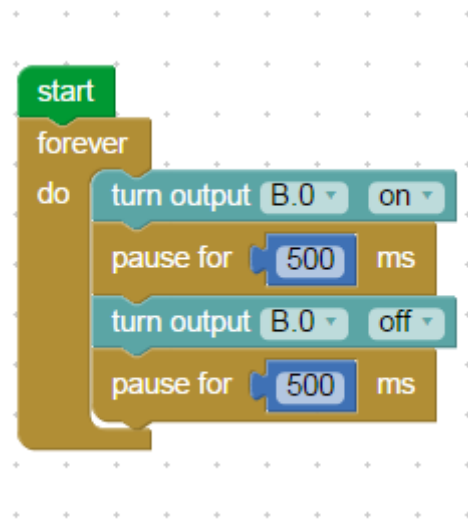 start
forever
do turn output B.0 on
pause for 500 ms
turn output B.0 off
pause for 500 ms